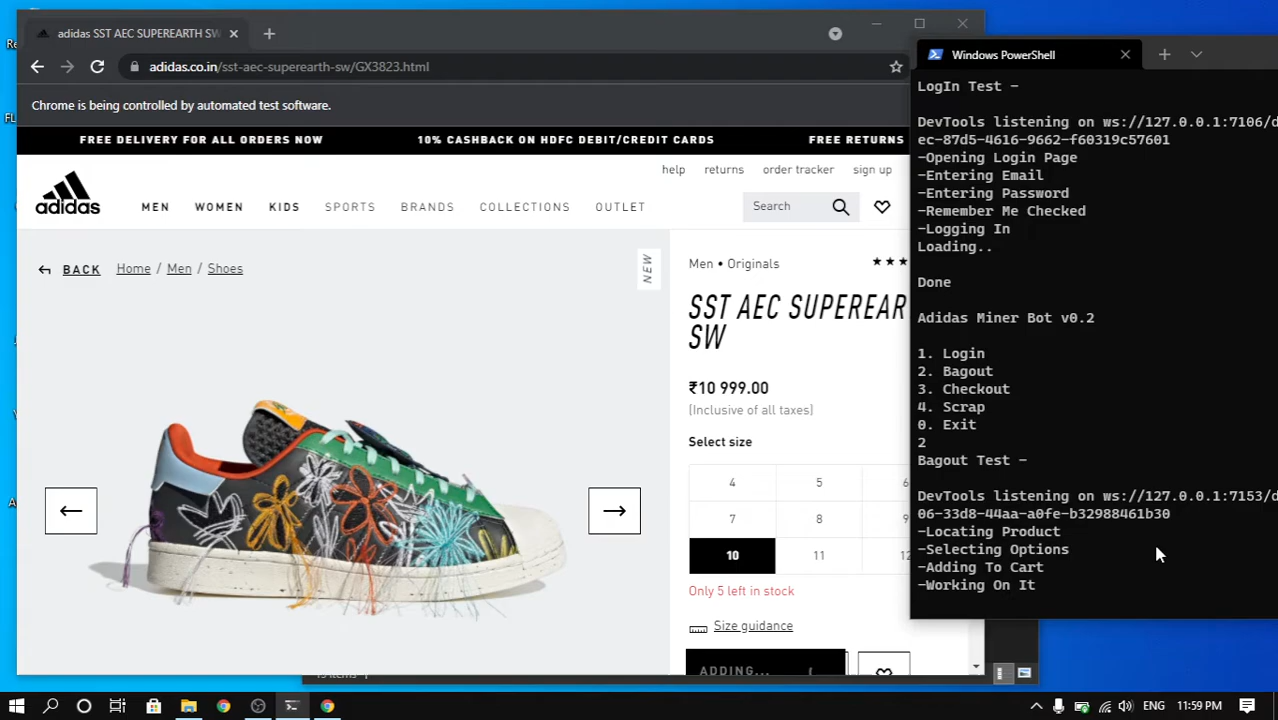 adidas SST AEC SUPEREARTH SW
adidas.co.in/sst-aec-superearth-sw/GX3823.html
Chrome is being controlled by automated test software.
FREE DELIVERY FOR ALL ORDERS NOW
10% CASHBACK ON HDFC DEBIT/CREDIT CARDS
FREE RETURNS
help returns order tracker sign up
adidas
MEN WOMEN KIDS SPORTS BRANDS COLLECTIONS OUTLET
Search
BACK Home / Men / Shoes
NEW
Men • Originals
SST AEC SUPEREAR
SW
₹10 999.00
(Inclusive of all taxes)
Select size
4 5 6
7 8 9
10 11 12
Only 5 left in stock
Size guidance
ADDING...
Windows PowerShell
LogIn Test -
DevTools listening on ws://127.0.0.1:7106/d
ec-87d5-4616-9662-f60319c57601
-Opening Login Page
-Entering Email
-Entering Password
-Remember Me Checked
-Logging In
Loading..
Done
Adidas Miner Bot v0.2
1. Login
2. Bagout
3. Checkout
4. Scrap
0. Exit
2
Bagout Test -
DevTools listening on ws://127.0.0.1:7153/d
06-33d8-44aa-a0fe-b32988461b30
-Locating Product
-Selecting Options
-Adding To Cart
-Working On It
ENG 11:59 PM